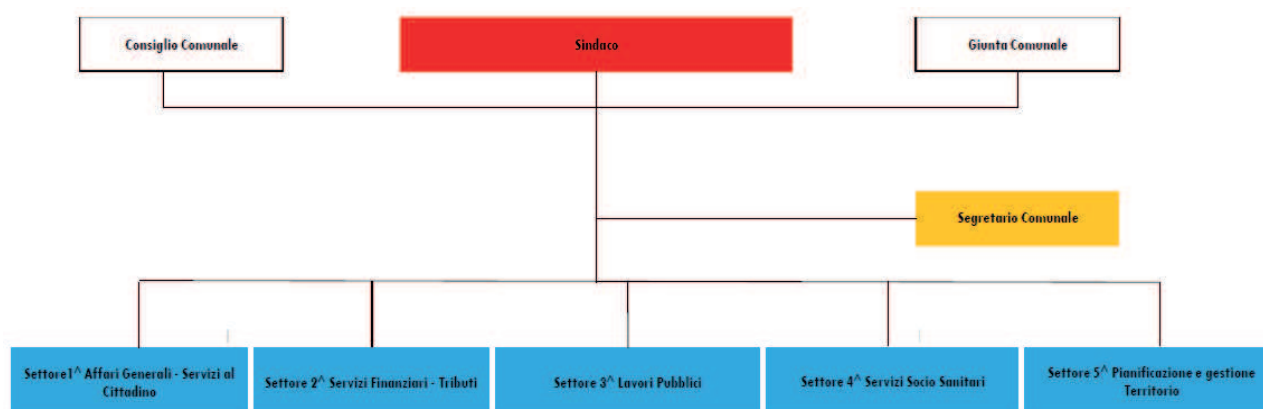 Consiglio Comunale
Sindaco
Giunta Comunale
Segretario Comunale
Settore1^ Affari Generali - Servizi al
Cittadino
Settore 2^ Servizi Finanziari - Tributi
Settore 3^ Lavori Pubblici
Settore 4^ Servizi Socio Sanitari
Settore 5^ Pianificazione e gestione
Territorio